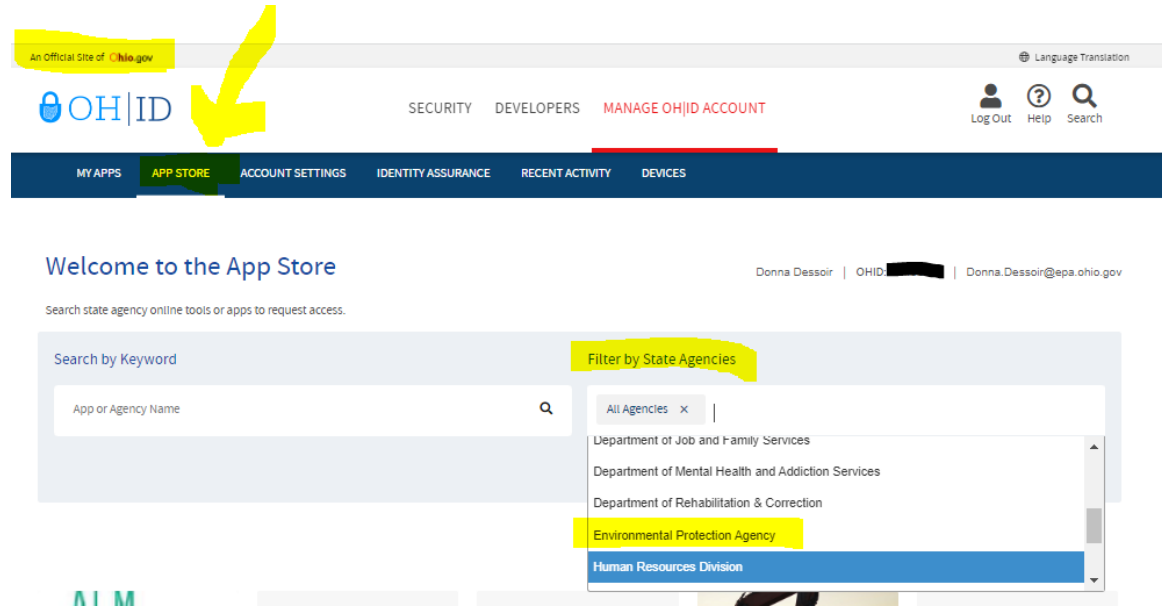 An Official Site of Ohio.gov
Language Translation
OH|ID
SECURITY DEVELOPERS MANAGE OH|ID ACCOUNT
Log Out Help Search
MY APPS APP STORE ACCOUNT SETTINGS IDENTITY ASSURANCE RECENT ACTIVITY DEVICES
Welcome to the App Store
Donna Dessoir | OHID: | Donna.Dessoir@epa.ohio.gov
Search state agency online tools or apps to request access.
Search by Keyword
Filter by State Agencies
App or Agency Name
All Agencies ×
Department of Job and Family Services
Department of Mental Health and Addiction Services
Department of Rehabilitation & Correction
Environmental Protection Agency
Human Resources Division